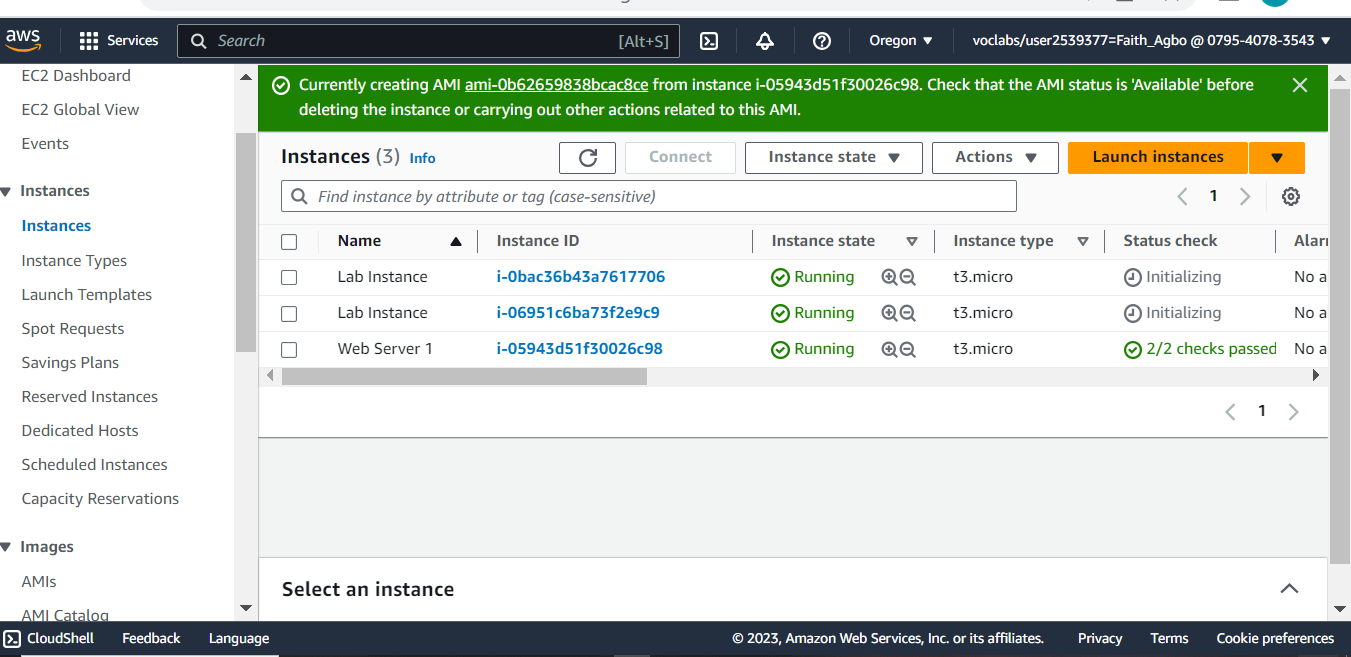 aws
Services
Search
[Alt+S]
Oregon
voclabs/user2539377=Faith_Agbo @ 0795-4078-3543
EC2 Dashboard
EC2 Global View
Events
Instances
Instances
Instance Types
Launch Templates
Spot Requests
Savings Plans
Reserved Instances
Dedicated Hosts
Scheduled Instances
Capacity Reservations
Images
AMIs
AMI Catalog
Currently creating AMI ami-0b62659838bcac8ce from instance i-05943d51f30026c98. Check that the AMI status is 'Available' before
deleting the instance or carrying out other actions related to this AMI.
Instances (3) Info
Connect
Instance state
Actions
Launch instances
Find instance by attribute or tag (case-sensitive)
1
Name Instance ID Instance state Instance type Status check Aları
Lab Instance i-0bac36b43a7617706 Running t3.micro Initializing No a
Lab Instance i-06951c6ba73f2e9c9 Running t3.micro Initializing No a
Web Server 1 i-05943d51f30026c98 Running t3.micro 2/2 checks passed No a
1
Select an instance
CloudShell Feedback Language © 2023, Amazon Web Services, Inc. or its affiliates. Privacy Terms Cookie preferences